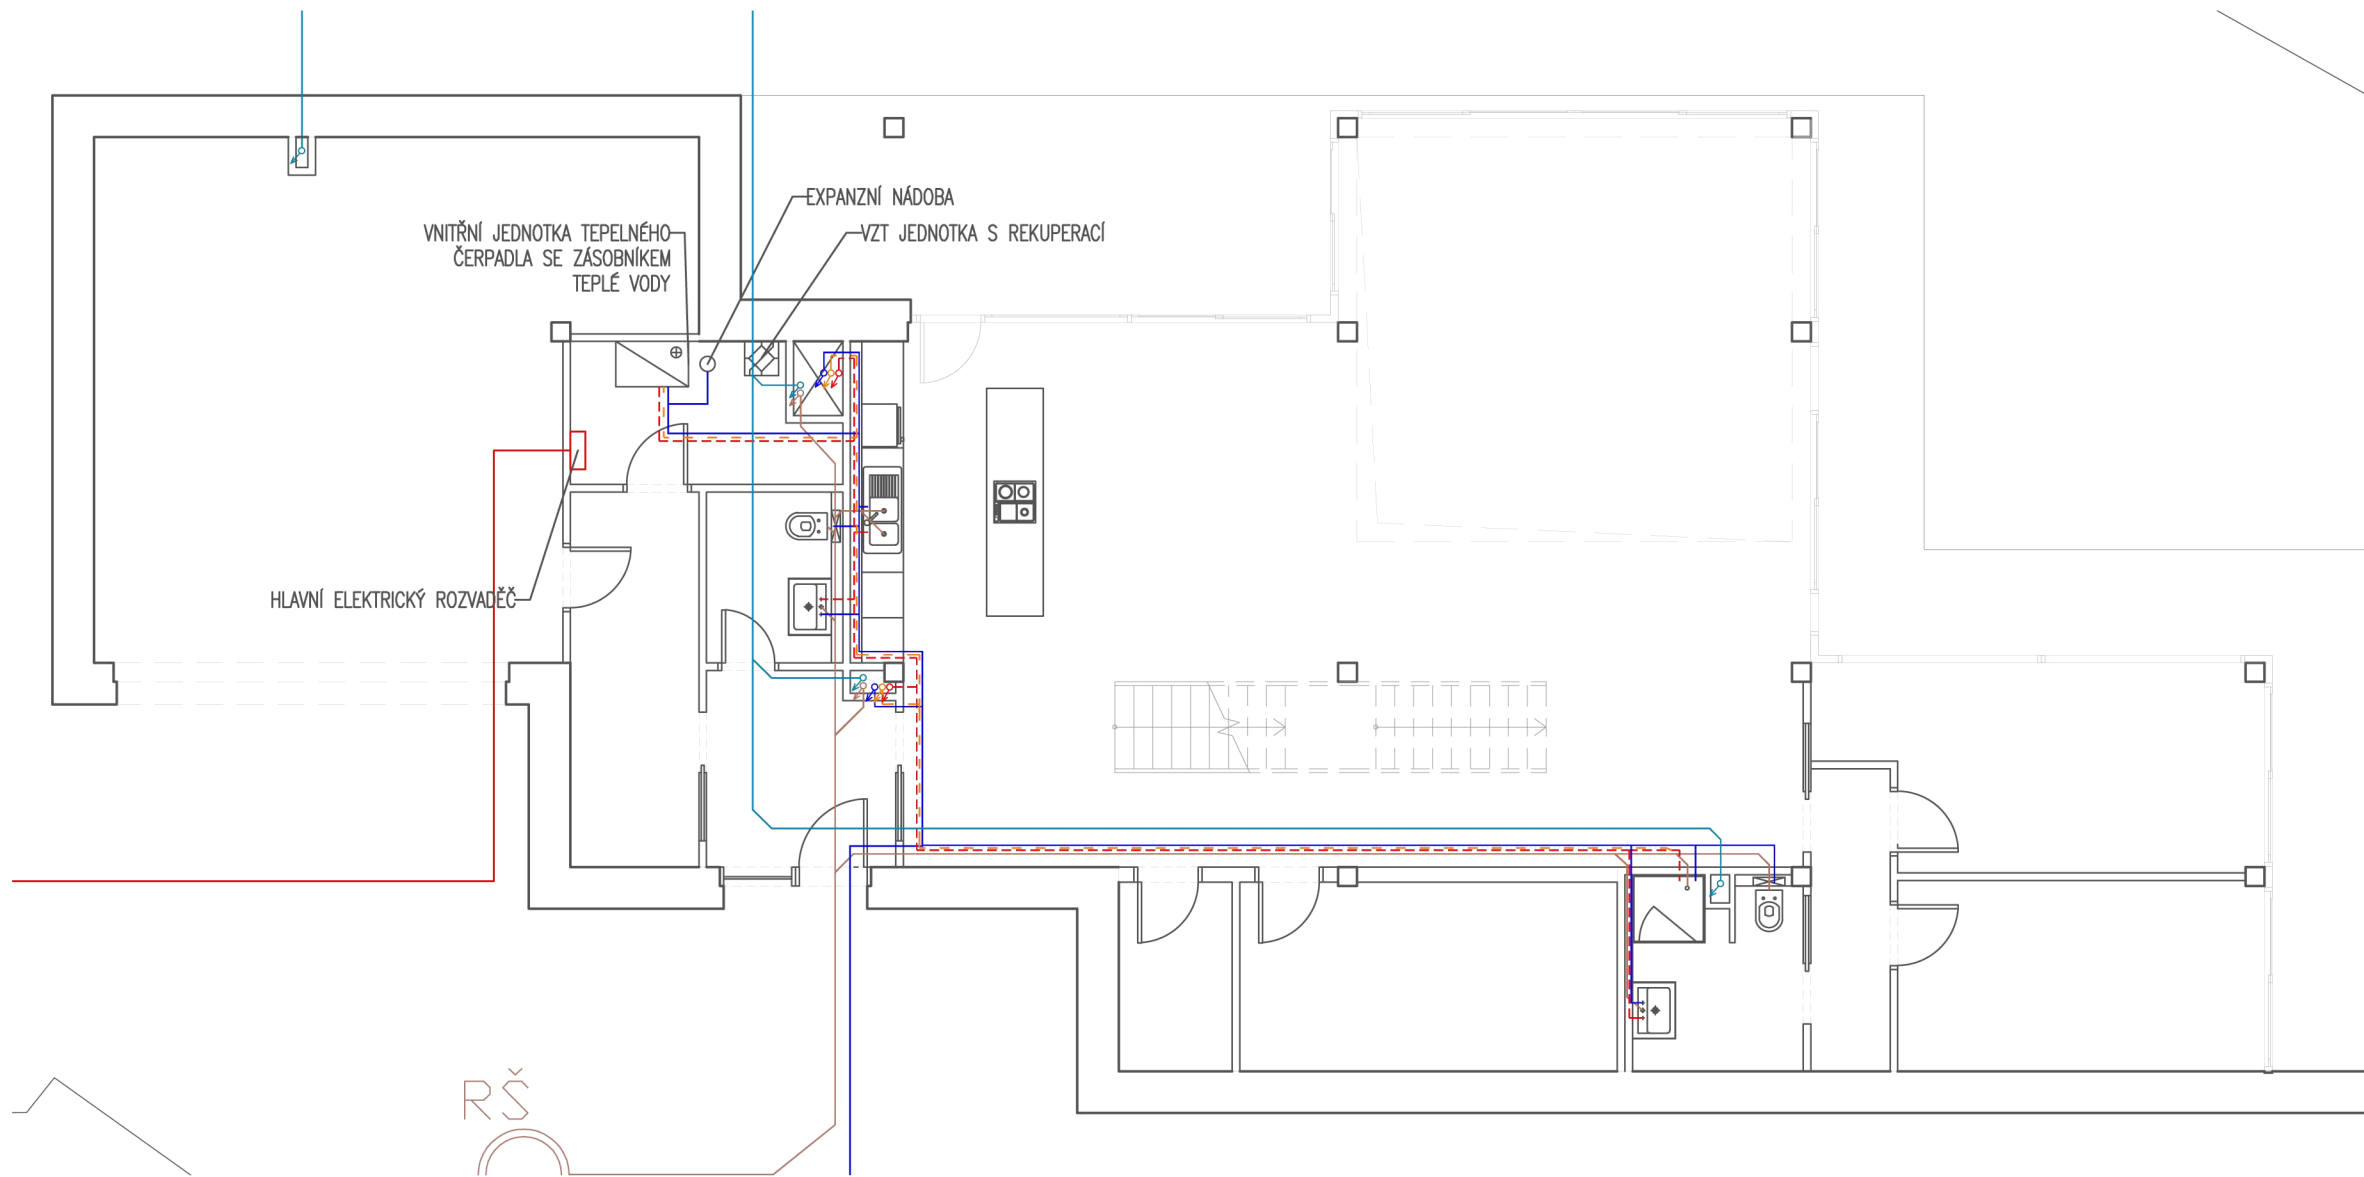 EXPANZNÍ NÁDOBA
VNITŘNÍ JEDNOTKA TEPELNÉHO
ČERPADLA SE ZÁSOBNÍKEM
TEPLÉ VODY
VZT JEDNOTKA S REKUPERACÍ
HLAVNÍ ELEKTRICKÝ ROZVADĚČ
RŠ